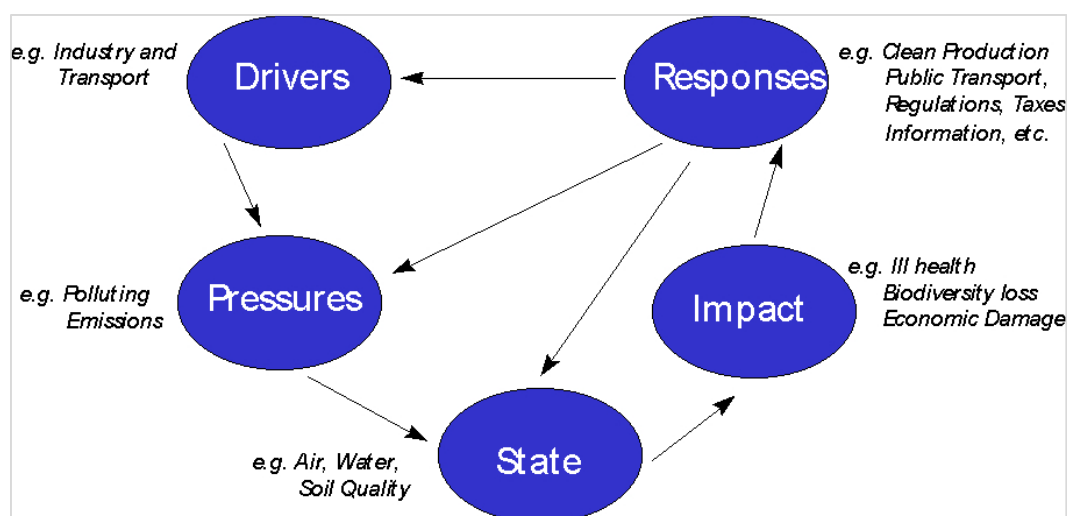 e.g. Industry and
Transport
Drivers
Responses
e.g. Clean Production
Public Transport,
Regulations, Taxes
Information, etc.
e.g. Polluting
Emissions
Pressures
Impact
e.g. Ill health
Biodiversity loss
Economic Damage
e.g. Air, Water,
Soil Quality
State